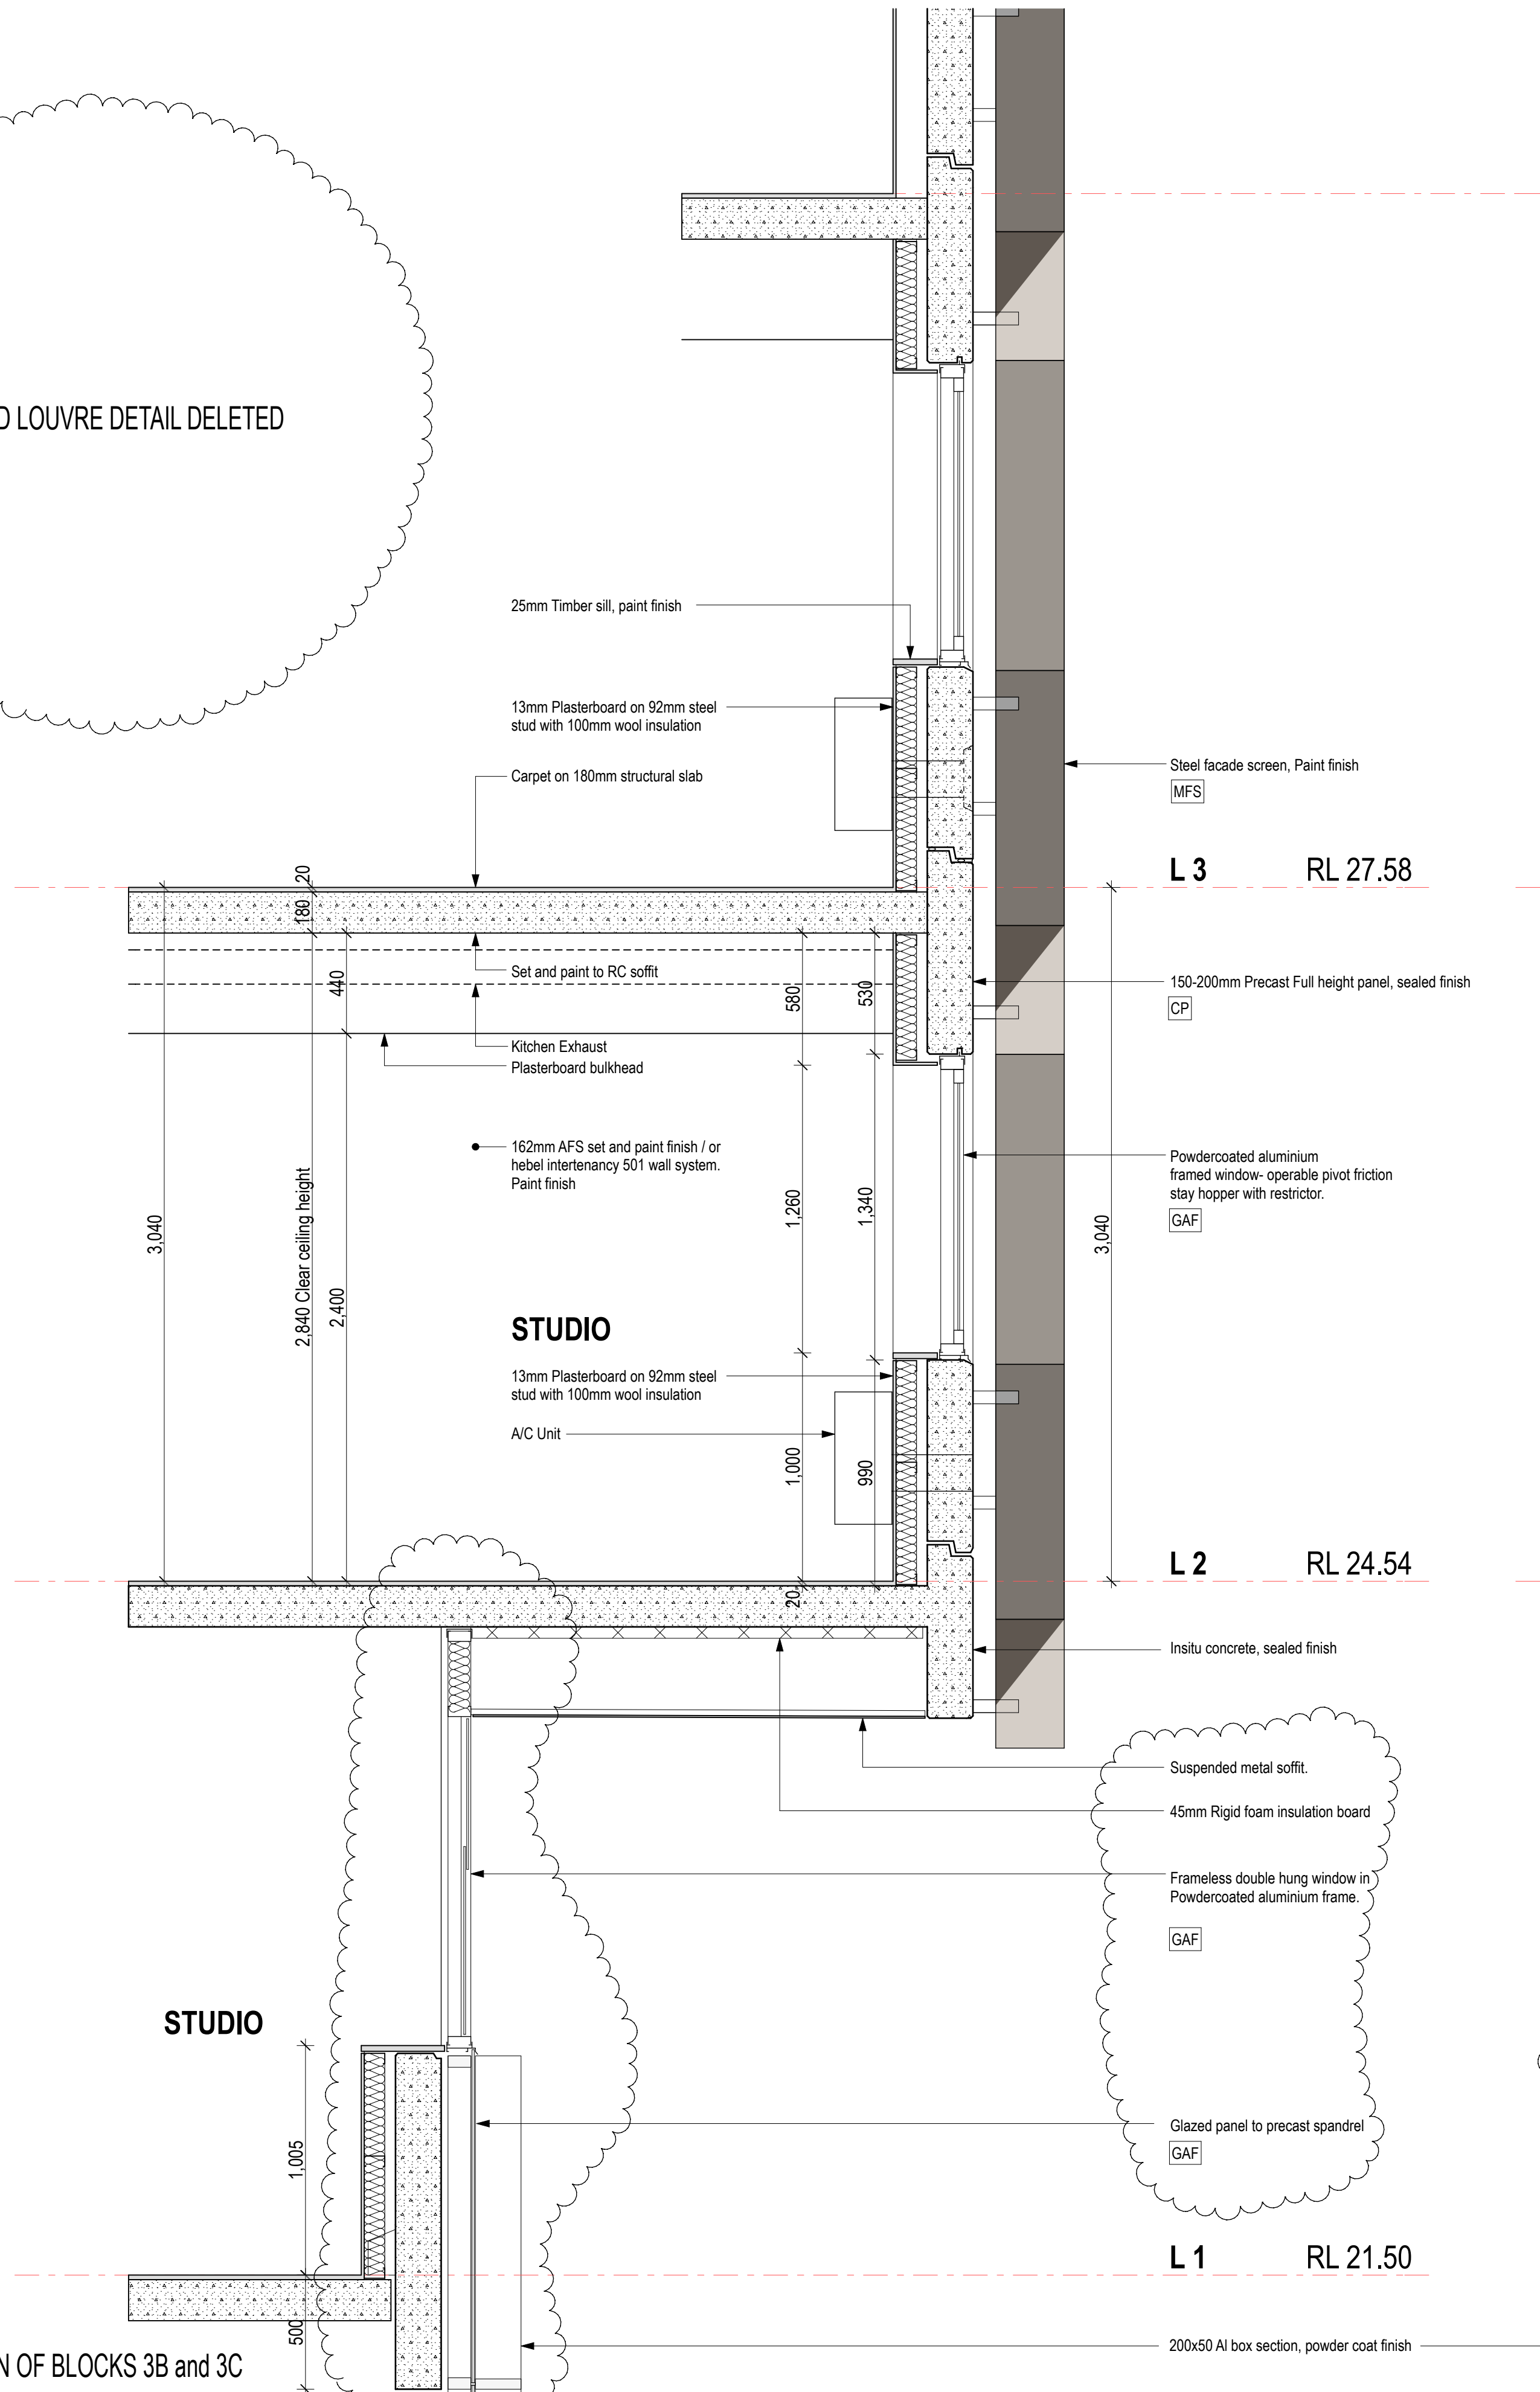 D LOUVRE DETAIL DELETED
25mm Timber sill, paint finish
13mm Plasterboard on 92mm steel
stud with 100mm wool insulation
Carpet on 180mm structural slab
Steel facade screen, Paint finish
MFS
L 3 RL 27.58
20
180
440
Set and paint to RC soffit
580
530
150-200mm Precast Full height panel, sealed finish
CP
Kitchen Exhaust
Plasterboard bulkhead
162mm AFS set and paint finish / or
hebel intertenancy 501 wall system.
Paint finish
Powdercoated aluminium
framed window- operable pivot friction
stay hopper with restrictor.
GAF
3,040
2,840 Clear ceiling height
2,400
1,260
1,340
3,040
STUDIO
13mm Plasterboard on 92mm steel
stud with 100mm wool insulation
A/C Unit
1,000
990
L 2 RL 24.54
20
Insitu concrete, sealed finish
Suspended metal soffit.
45mm Rigid foam insulation board
Frameless double hung window in
Powdercoated aluminium frame.
GAF
STUDIO
1,005
Glazed panel to precast spandrel
GAF
L 1 RL 21.50
500
200x50 Al box section, powder coat finish
N OF BLOCKS 3B and 3C